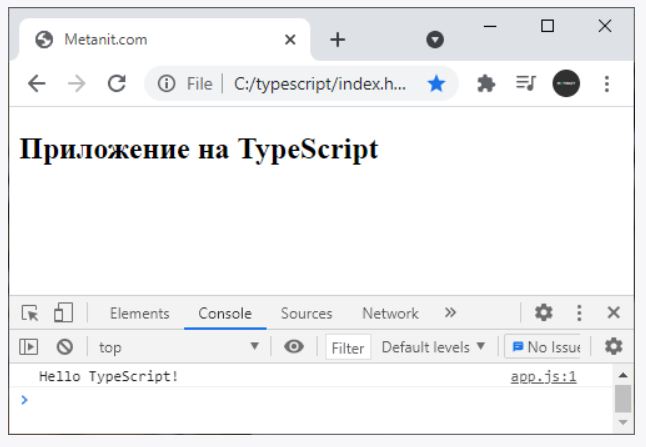 Metanit.com
File C:/typescript/index.h...
Приложение на TypeScript
Elements Console Sources Network
top Filter Default levels No Issue
Hello TypeScript! app.js:1